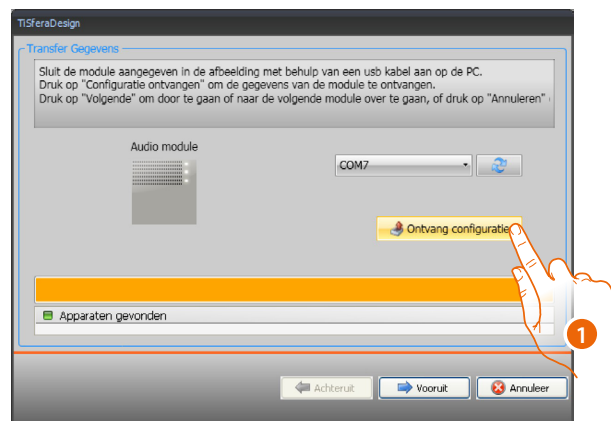 TiSferaDesign
Transfer Gegevens
Sluit de module aangegeven in de afbeelding met behulp van een usb kabel aan op de PC.
Druk op "Configuratie ontvangen" om de gegevens van de module te ontvangen.
Druk op "Volgende" om door te gaan of naar de volgende module over te gaan, of druk op "Annuleren"
Audio module
COM7
Ontvang configuratie
Apparaten gevonden
1
Achteruit
Vooruit
Annuleer